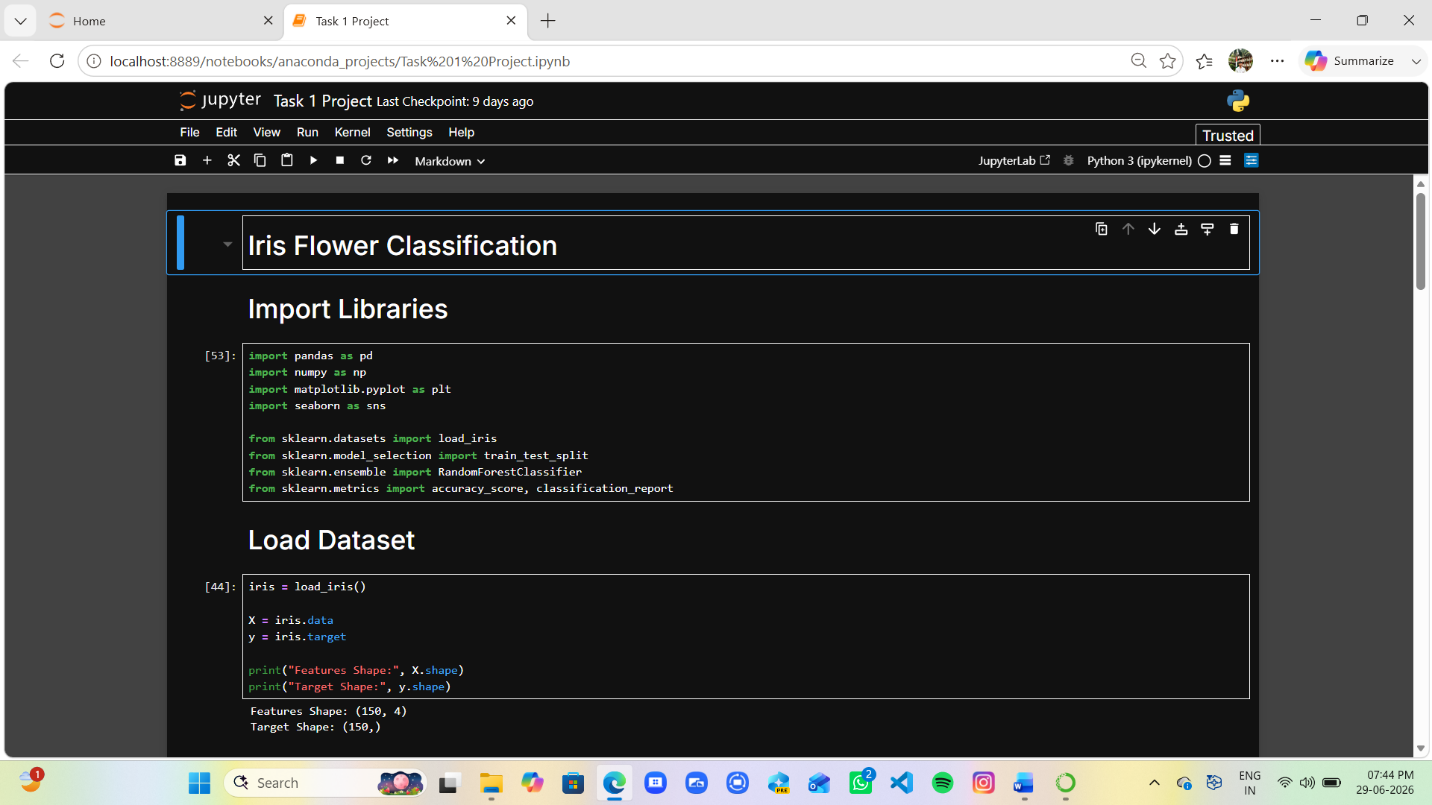 Home
Task 1 Project
localhost:8889/notebooks/anaconda_projects/Task%201%20Project.ipynb
Summarize
jupyter Task 1 Project Last Checkpoint: 9 days ago
File Edit View Run Kernel Settings Help
Trusted
Markdown
JupyterLab
Python 3 (ipykernel)
Iris Flower Classification
Import Libraries
[53]:
import pandas as pd
import numpy as np
import matplotlib.pyplot as plt
import seaborn as sns
from sklearn.datasets import load_iris
from sklearn.model_selection import train_test_split
from sklearn.ensemble import RandomForestClassifier
from sklearn.metrics import accuracy_score, classification_report
Load Dataset
[44]:
iris = load_iris()
X = iris.data
y = iris.target
print("Features Shape:", X.shape)
print("Target Shape:", y.shape)
Features Shape: (150, 4)
Target Shape: (150,)
1
Search
PRE
2
ENG
IN
07:44 PM
29-06-2026